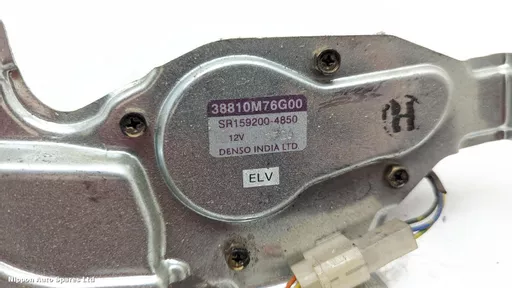 38810M76G00
SR159200-4850
12V
DENSO INDIA LTD
ELV
H
Nippon Auto Spares Ltd